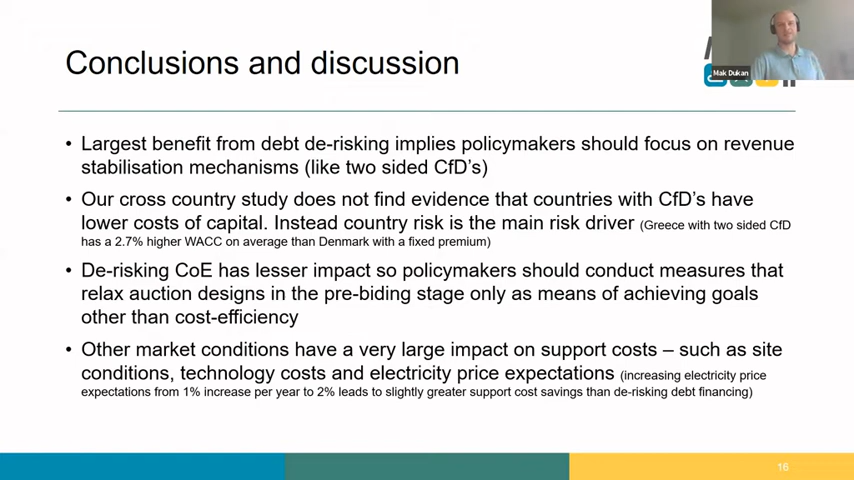 Conclusions and discussion
Mak Dukan
• Largest benefit from debt de-risking implies policymakers should focus on revenue
stabilisation mechanisms (like two sided CfD's)
• Our cross country study does not find evidence that countries with CfD's have
lower costs of capital. Instead country risk is the main risk driver (Greece with two sided CfD
has a 2.7% higher WACC on average than Denmark with a fixed premium)
• De-risking CoE has lesser impact so policymakers should conduct measures that
relax auction designs in the pre-biding stage only as means of achieving goals
other than cost-efficiency
• Other market conditions have a very large impact on support costs – such as site
conditions, technology costs and electricity price expectations (increasing electricity price
expectations from 1% increase per year to 2% leads to slightly greater support cost savings than de-risking debt financing)
16